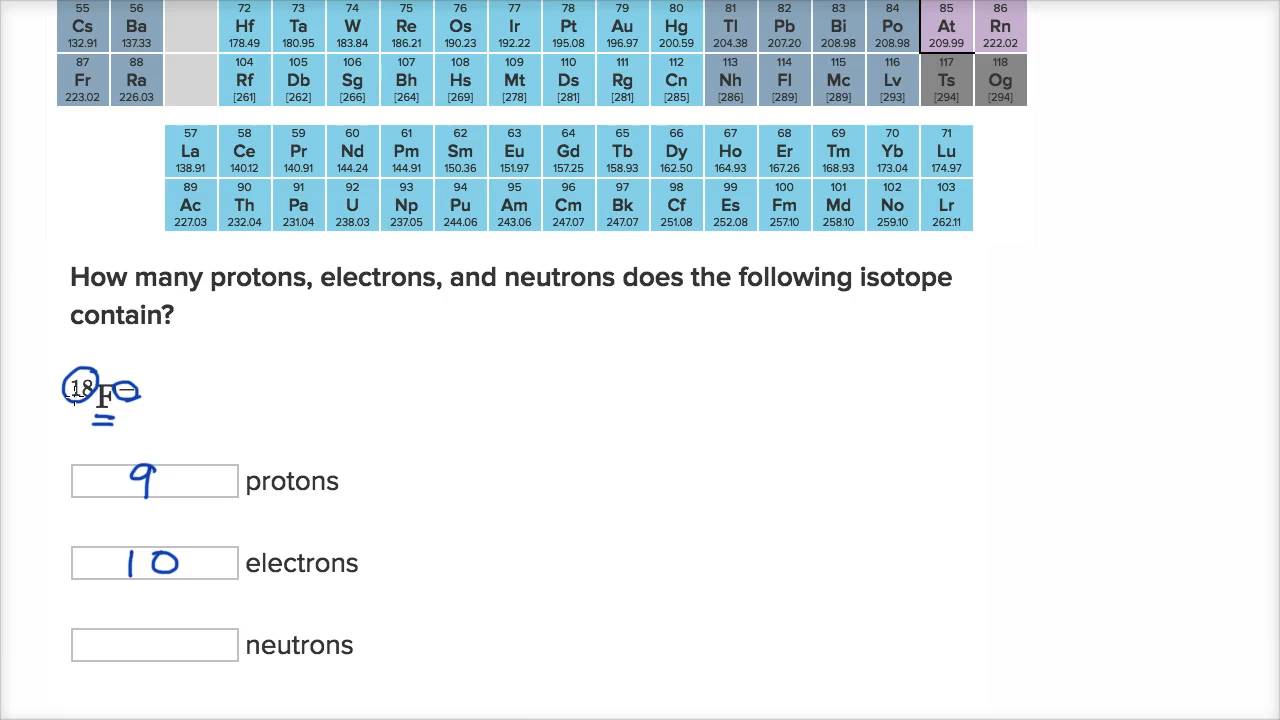 55 56 72 73 74 75 76 77 78 79 80 81 82 83 84 85 86
Cs Ba Hf Ta W Re Os Ir Pt Au Hg Tl Pb Bi Po At Rn
132.91 137.33 178.49 180.95 183.84 186.21 190.23 192.22 195.08 196.97 200.59 204.38 207.20 208.98 208.98 209.99 222.02
87 88 104 105 106 107 108 109 110 111 112 113 114 115 116 117 118
Fr Ra Rf Db Sg Bh Hs Mt Ds Rg Cn Nh Fl Mc Lv Ts Og
223.02 226.03 [261] [262] [266] [264] [269] [278] [281] [281] [285] [286] [289] [289] [293] [294] [294]
57 58 59 60 61 62 63 64 65 66 67 68 69 70 71
La Ce Pr Nd Pm Sm Eu Gd Tb Dy Ho Er Tm Yb Lu
138.91 140.12 140.91 144.24 144.91 150.36 151.97 157.25 158.93 162.50 164.93 167.26 168.93 173.04 174.97
89 90 91 92 93 94 95 96 97 98 99 100 101 102 103
Ac Th Pa U Np Pu Am Cm Bk Cf Es Fm Md No Lr
227.03 232.04 231.04 238.03 237.05 244.06 243.06 247.07 247.07 251.08 252.08 257.10 258.10 259.10 262.11
How many protons, electrons, and neutrons does the following isotope
contain?
¹⁸F⁻
9 protons
10 electrons
neutrons